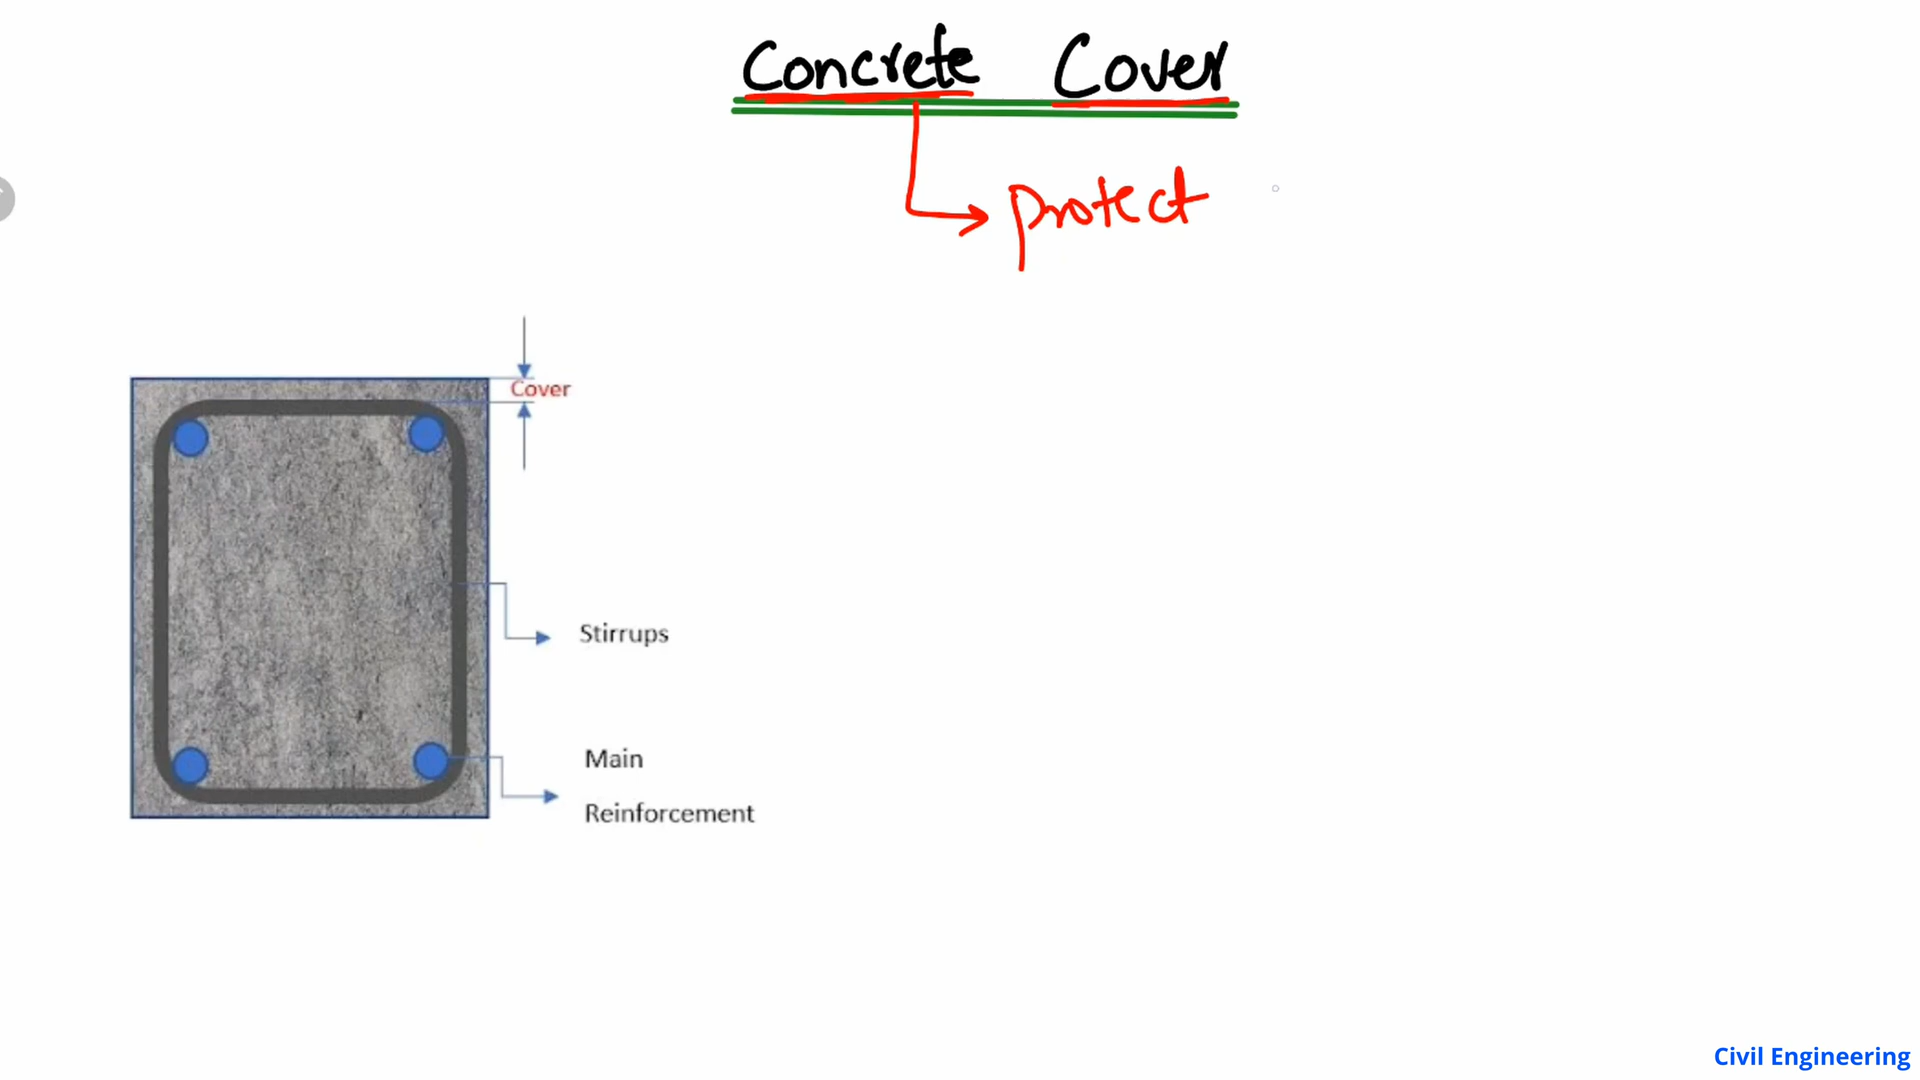 Concrete Cover
protect
Cover
Stirrups
Main
Reinforcement
Civil Engineering